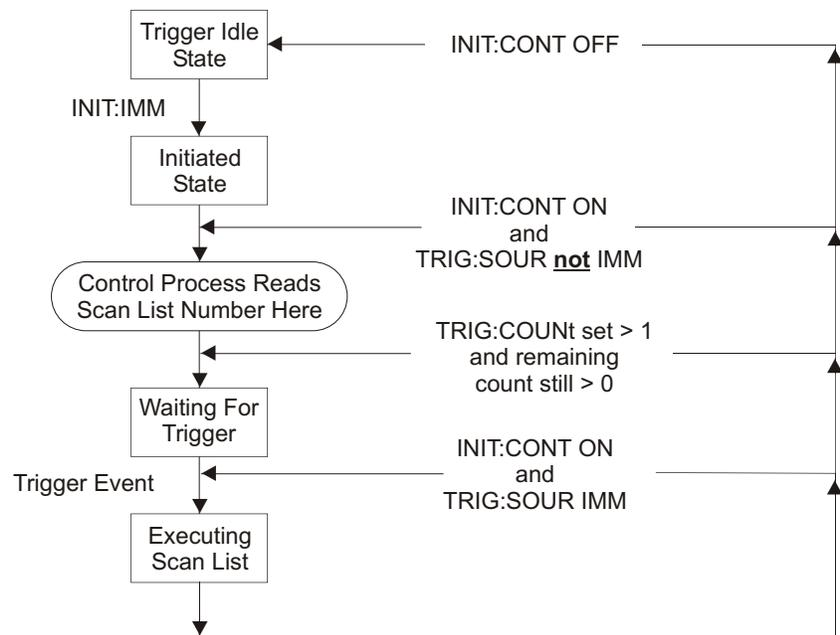 Trigger Idle
State
INIT:CONT OFF
INIT:IMM
Initiated
State
INIT:CONT ON
and
TRIG:SOUR not IMM
Control Process Reads
Scan List Number Here
TRIG:COUNt set > 1
and remaining
count still > 0
Waiting For
Trigger
INIT:CONT ON
and
TRIG:SOUR IMM
Trigger Event
Executing
Scan List